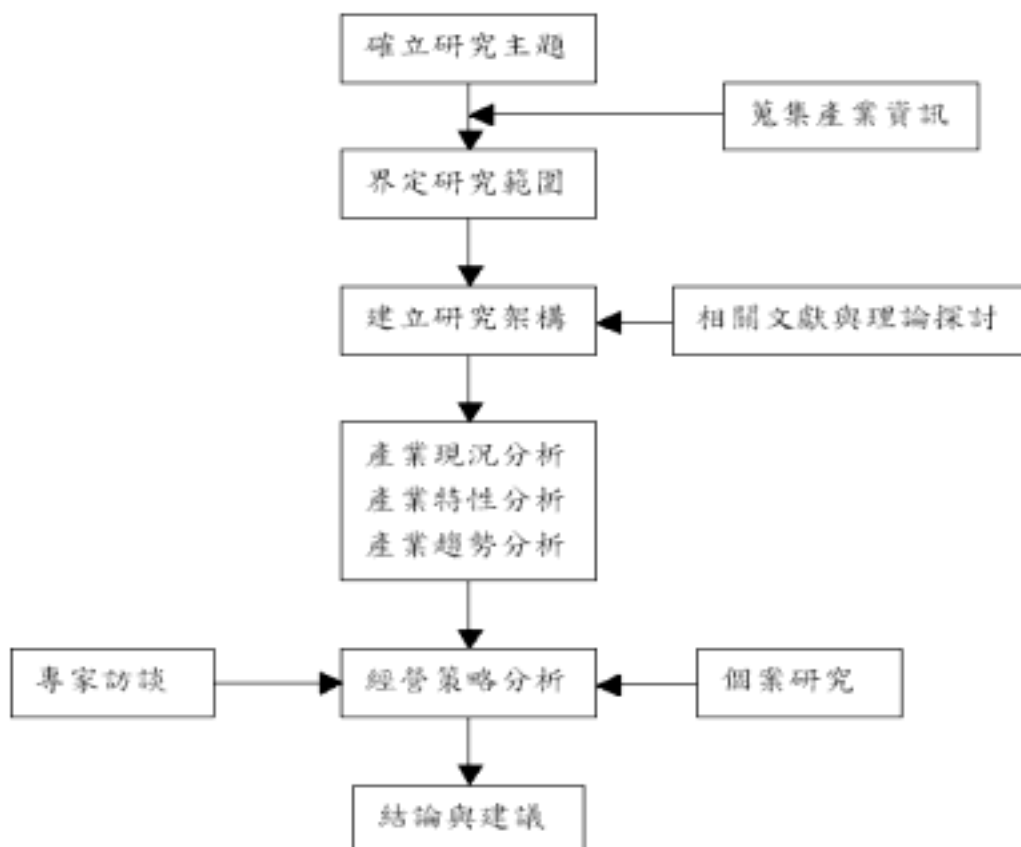 確立研究主題
蒐集產業資訊
界定研究範圍
建立研究架構
相關文獻與理論探討
產業現況分析
產業特性分析
產業趨勢分析
專家訪談
經營策略分析
個案研究
結論與建議